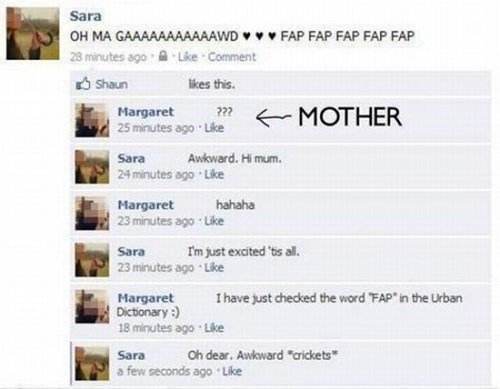 Sara
OH MA GAAAAAAAAAAAWD ♥ ♥ ♥ FAP FAP FAP FAP FAP
28 minutes ago · Like · Comment
Shaun likes this.
Margaret ???
25 minutes ago · Like
MOTHER
Sara Awkward. Hi mum.
24 minutes ago · Like
Margaret hahaha
23 minutes ago · Like
Sara I'm just excited 'tis all.
23 minutes ago · Like
Margaret I have just checked the word "FAP" in the Urban
Dictionary :)
18 minutes ago · Like
Sara Oh dear. Awkward *crickets*
a few seconds ago · Like